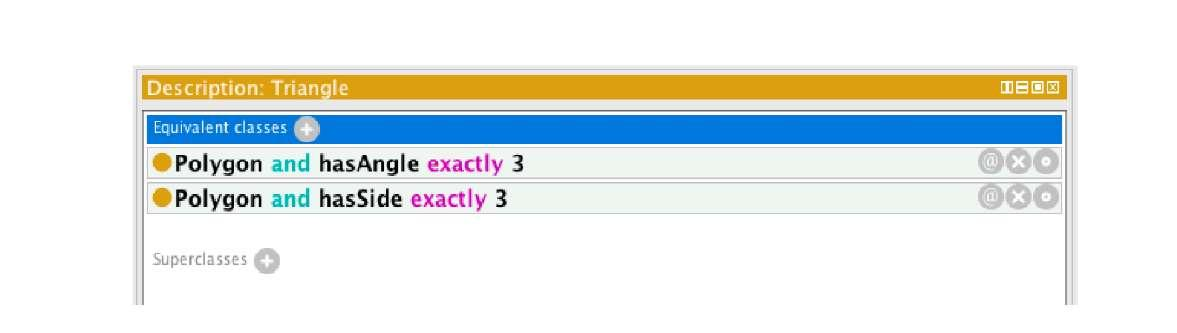 Description: Triangle
Equivalent classes
Polygon and hasAngle exactly 3
@
Polygon and hasSide exactly 3
@
Superclasses